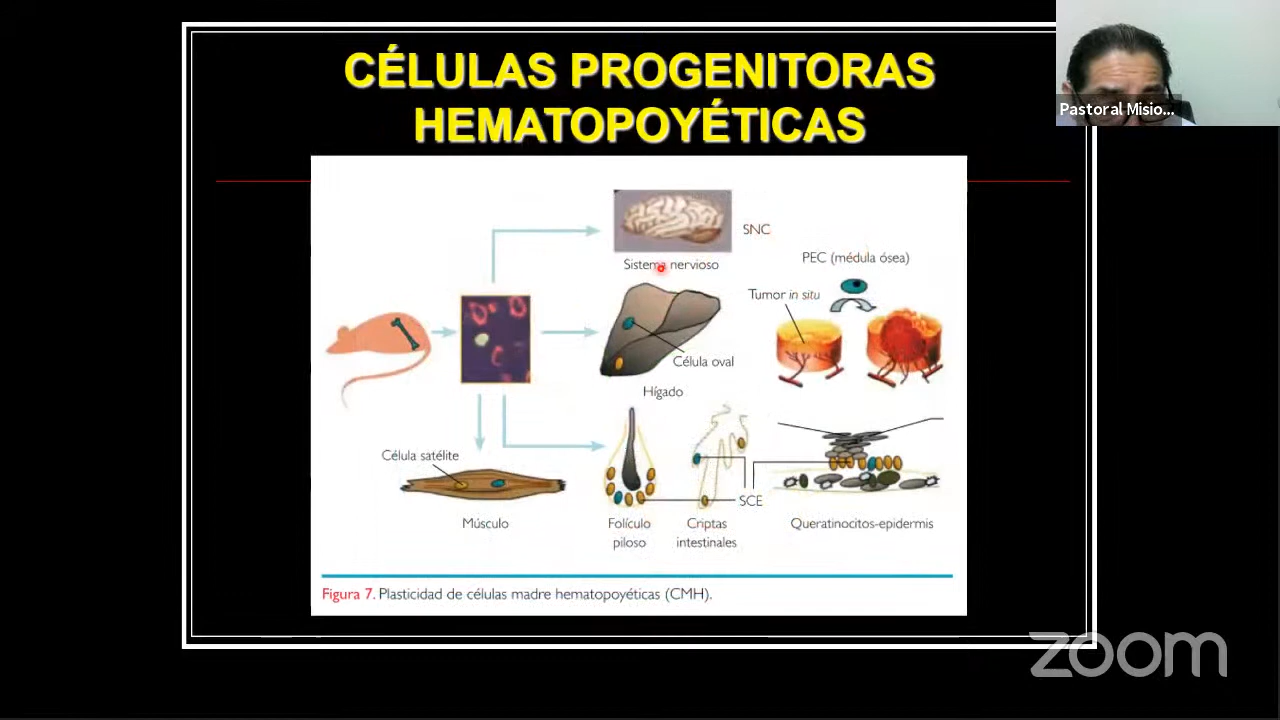 CÉLULAS PROGENITORAS
HEMATOPOYÉTICAS
Pastoral Misio...
SNC
Sistema nervioso
PEC (médula ósea)
Tumor in situ
Célula oval
Hígado
Célula satélite
SCE
Músculo
Folículo
piloso
Criptas
intestinales
Queratinocitos-epidermis
Figura 7. Plasticidad de células madre hematopoyéticas (CMH).
zoom